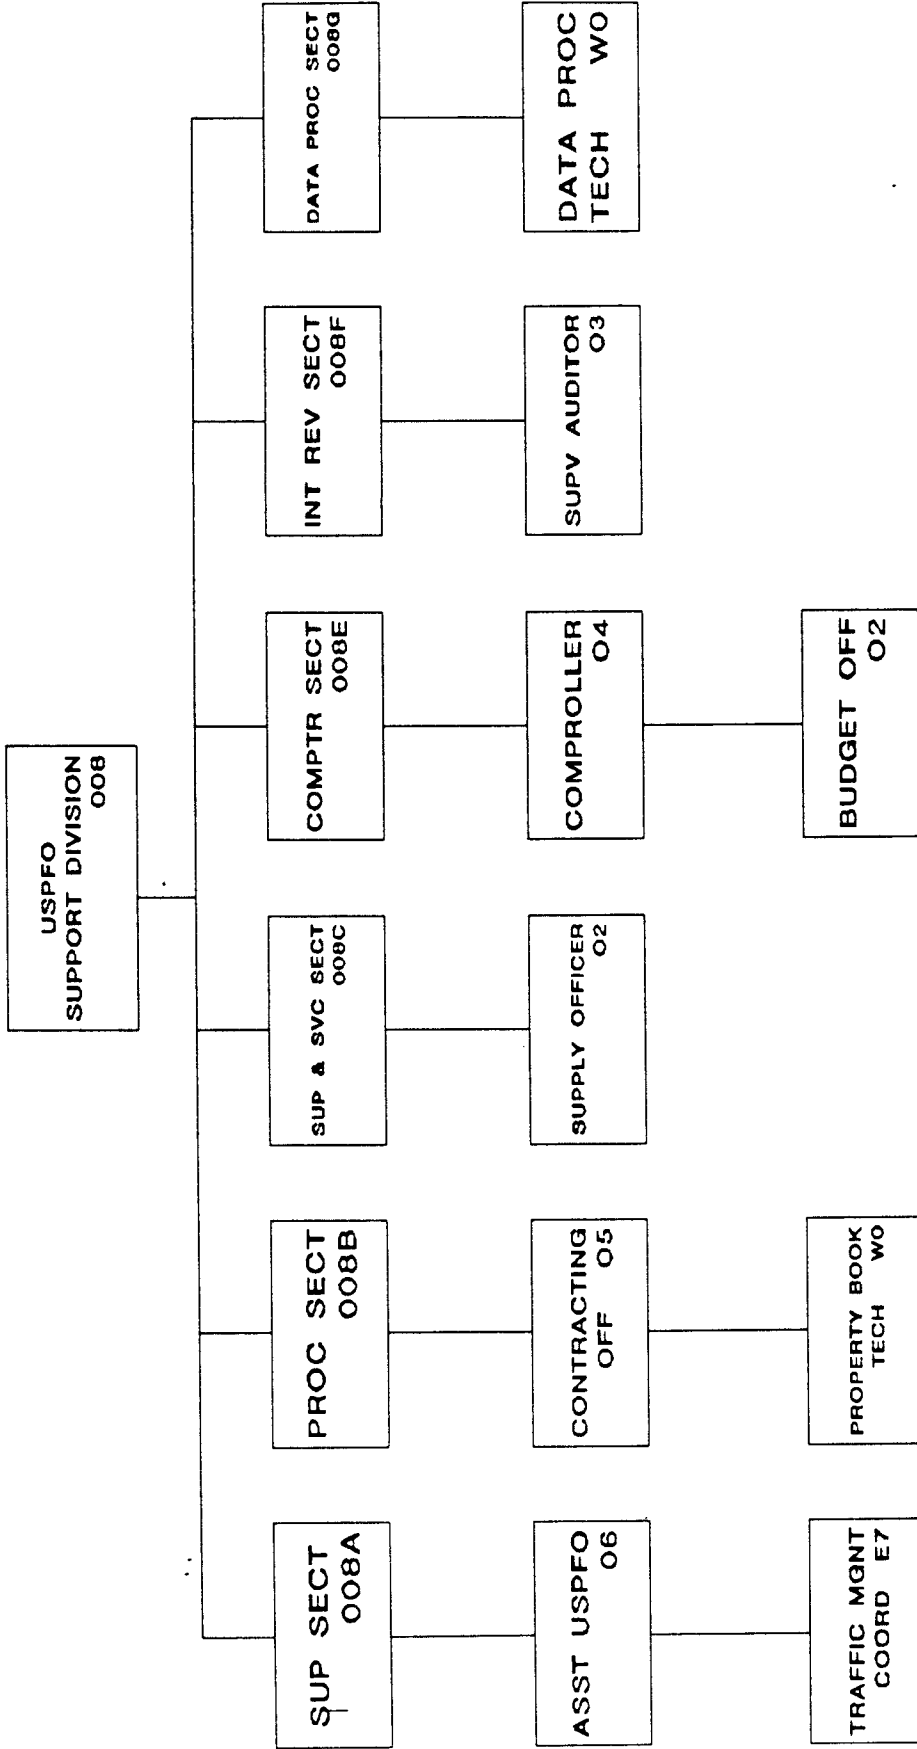 USPFO
SUPPORT DIVISION
008
SUP SECT
008A
PROC SECT
008B
SUP & SVC SECT
008C
COMPTR SECT
008E
INT REV SECT
008F
DATA PROC SECT
008G
ASST USPFO
O6
CONTRACTING
OFF O5
SUPPLY OFFICER
O2
COMPROLLER
O4
SUPV AUDITOR
O3
DATA PROC
TECH WO
TRAFFIC MGNT
COORD E7
PROPERTY BOOK
TECH WO
BUDGET OFF
O2